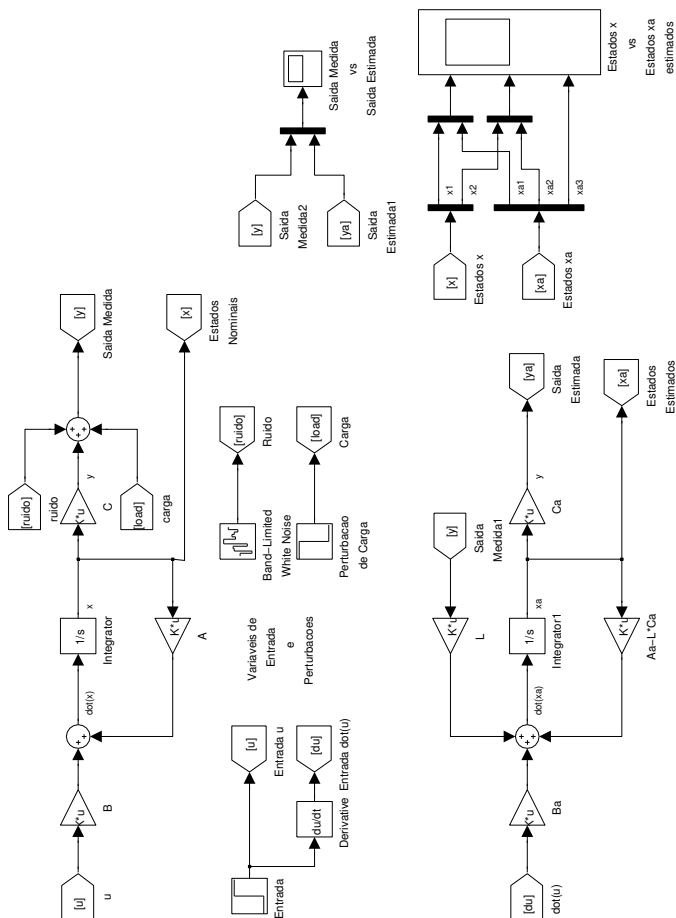 [u]
u
K*u
B
dot(x)
1/s
Integrator
x
K*u
A
K*u
C
y
[ruido]
ruido
[load]
carga
[y]
Saida Medida
[x]
Estados
Nominais
Entrada
[u]
Entrada u
du/dt
Derivative
[du]
Entrada dot(u)
Variaveis de
Entrada
e
Perturbacoes
Band-Limited
White Noise
[ruido]
Ruido
Perturbacao
de Carga
[load]
Carga
[y]
Saida
Medida2
[ya]
Saida
Estimada1
Saida Medida
vs
Saida Estimada
[du]
dot(u)
K*u
Ba
dot(xa)
K*u
L
1/s
Integrator1
xa
K*u
Aa-L*Ca
[y]
Saida
Medida1
K*u
Ca
y
[ya]
Saida
Estimada
[xa]
Estados
Estimados
[x]
Estados x
[xa]
Estados xa
x1
x2
xa1
xa2
xa3
Estados x
vs
Estados xa
estimados